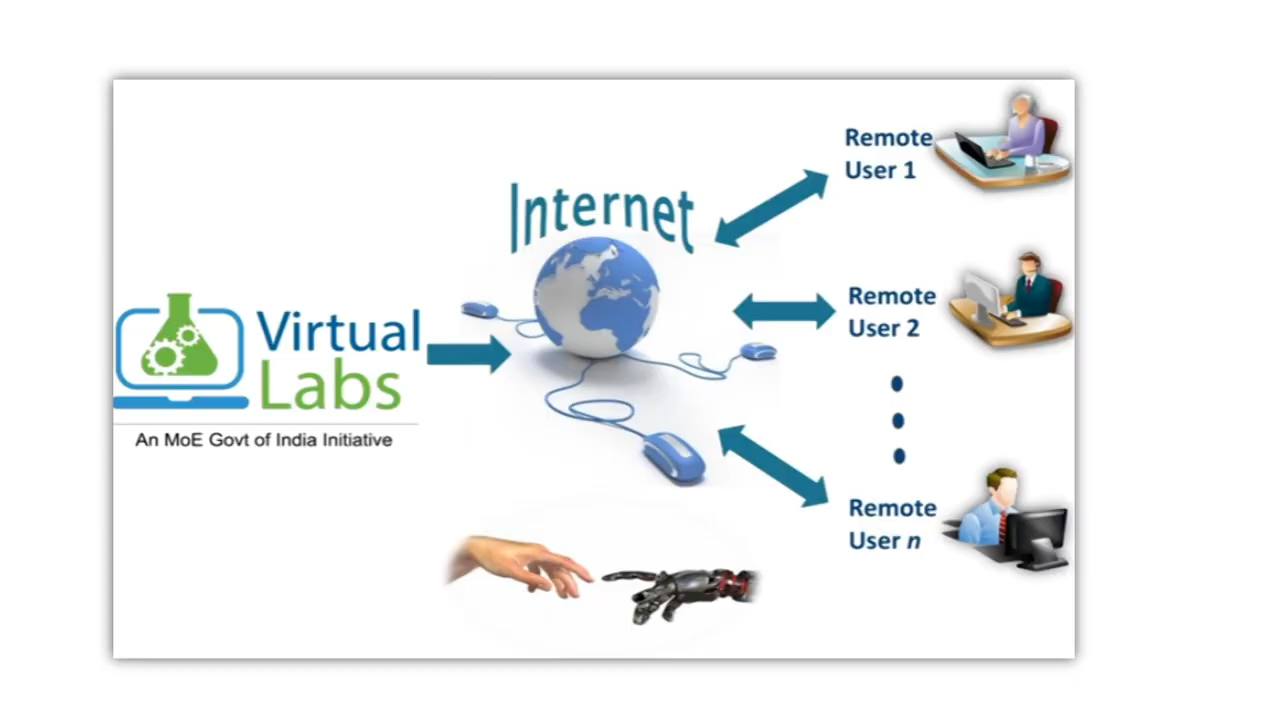 Internet
Remote
User 1
Remote
User 2
Virtual
Labs
An MoE Govt of India Initiative
Remote
User n